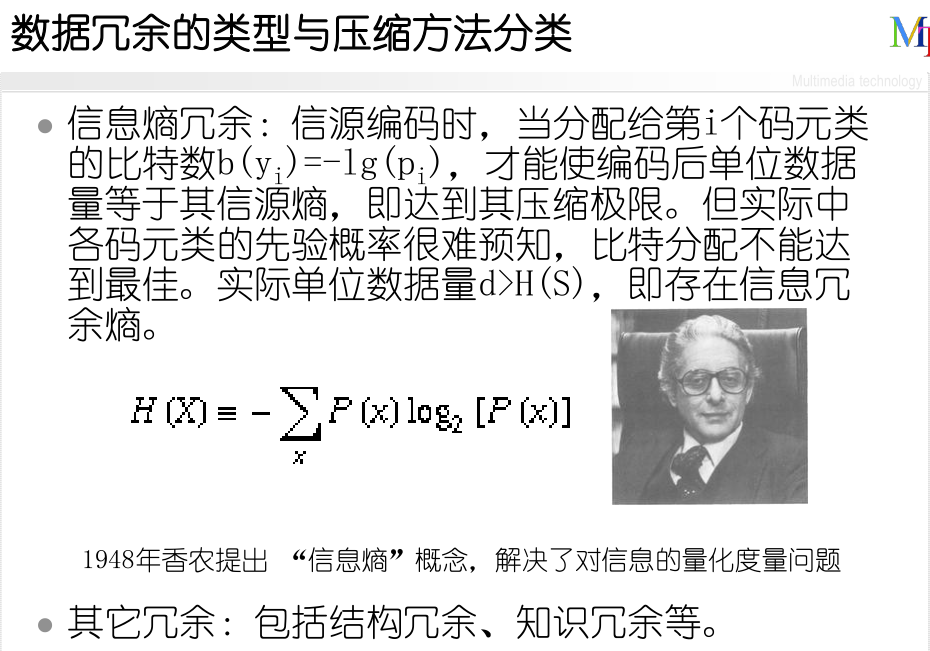 数据冗余的类型与压缩方法分类
M
Multimedia technology
● 信息熵冗余：信源编码时，当分配给第i个码元类
的比特数b(yi)=-lg(pi)，才能使编码后单位数据
量等于其信源熵，即达到其压缩极限。但实际中
各码元类的先验概率很难预知，比特分配不能达
到最佳。实际单位数据量d>H(S)，即存在信息冗
余熵。
H(X) ≡ - ∑x P(x) log2 [P(x)]
1948年香农提出 “信息熵”概念，解决了对信息的量化度量问题
● 其它冗余：包括结构冗余、知识冗余等。